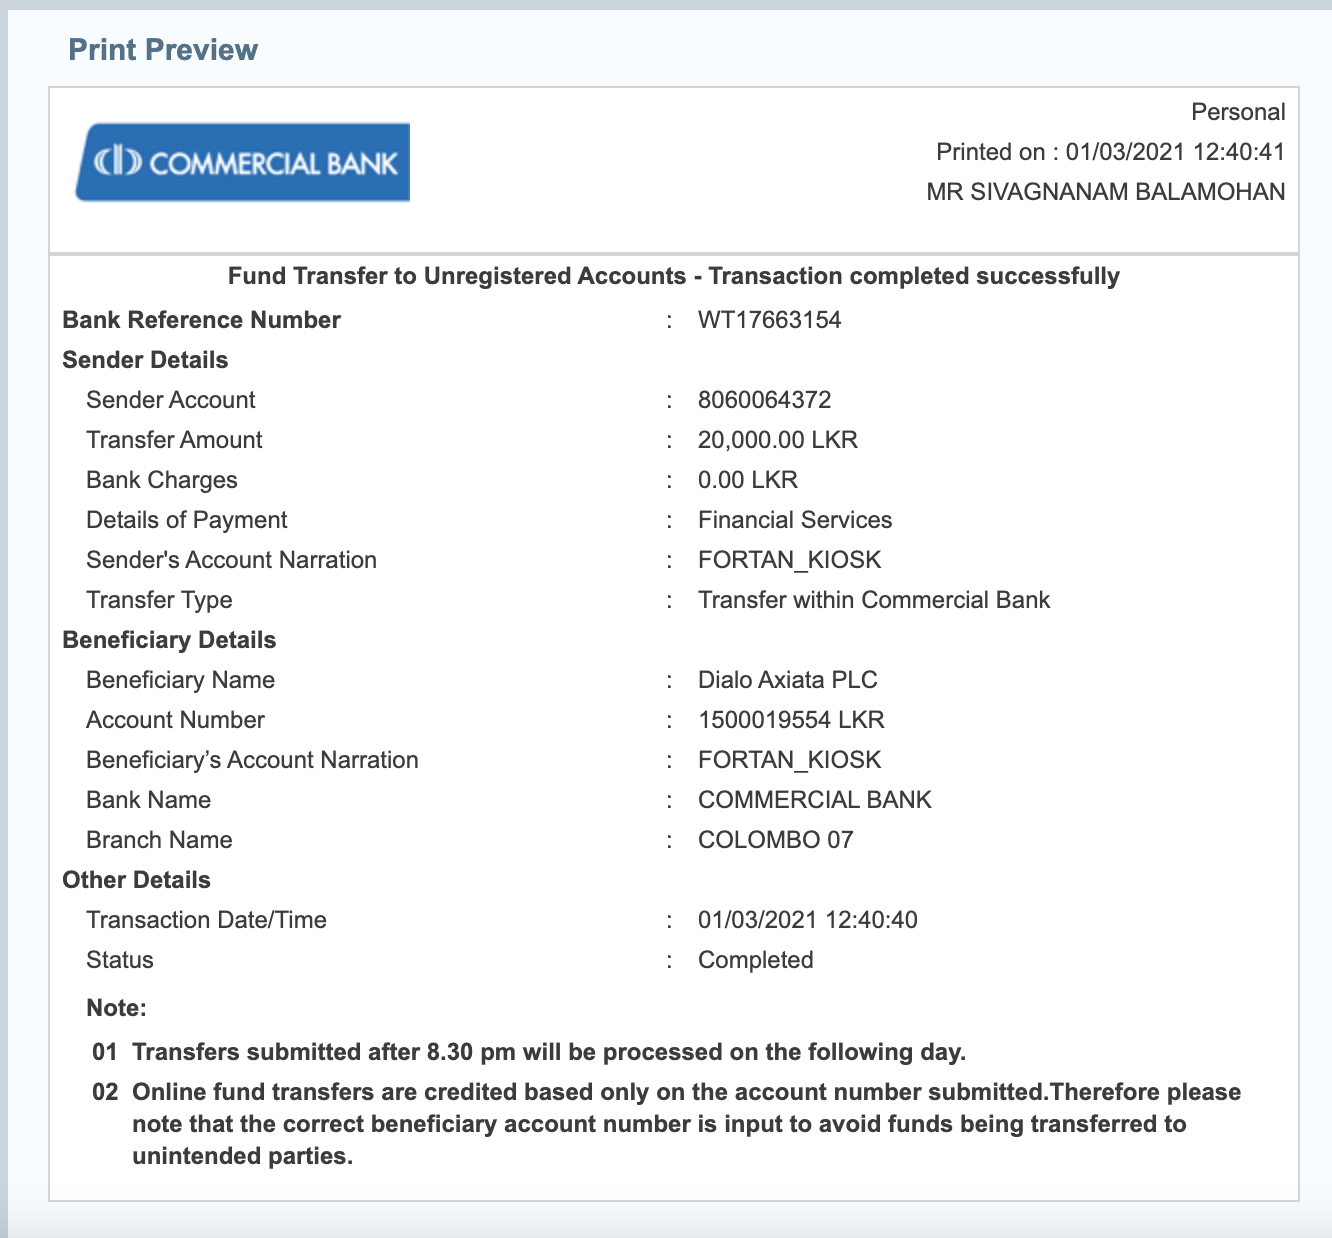 Print Preview
COMMERCIAL BANK
Personal
Printed on : 01/03/2021 12:40:41
MR SIVAGNANAM BALAMOHAN
Fund Transfer to Unregistered Accounts - Transaction completed successfully
Bank Reference Number : WT17663154
Sender Details
Sender Account : 8060064372
Transfer Amount : 20,000.00 LKR
Bank Charges : 0.00 LKR
Details of Payment : Financial Services
Sender's Account Narration : FORTAN_KIOSK
Transfer Type : Transfer within Commercial Bank
Beneficiary Details
Beneficiary Name : Dialo Axiata PLC
Account Number : 1500019554 LKR
Beneficiary’s Account Narration : FORTAN_KIOSK
Bank Name : COMMERCIAL BANK
Branch Name : COLOMBO 07
Other Details
Transaction Date/Time : 01/03/2021 12:40:40
Status : Completed
Note:
01 Transfers submitted after 8.30 pm will be processed on the following day.
02 Online fund transfers are credited based only on the account number submitted.Therefore please
note that the correct beneficiary account number is input to avoid funds being transferred to
unintended parties.